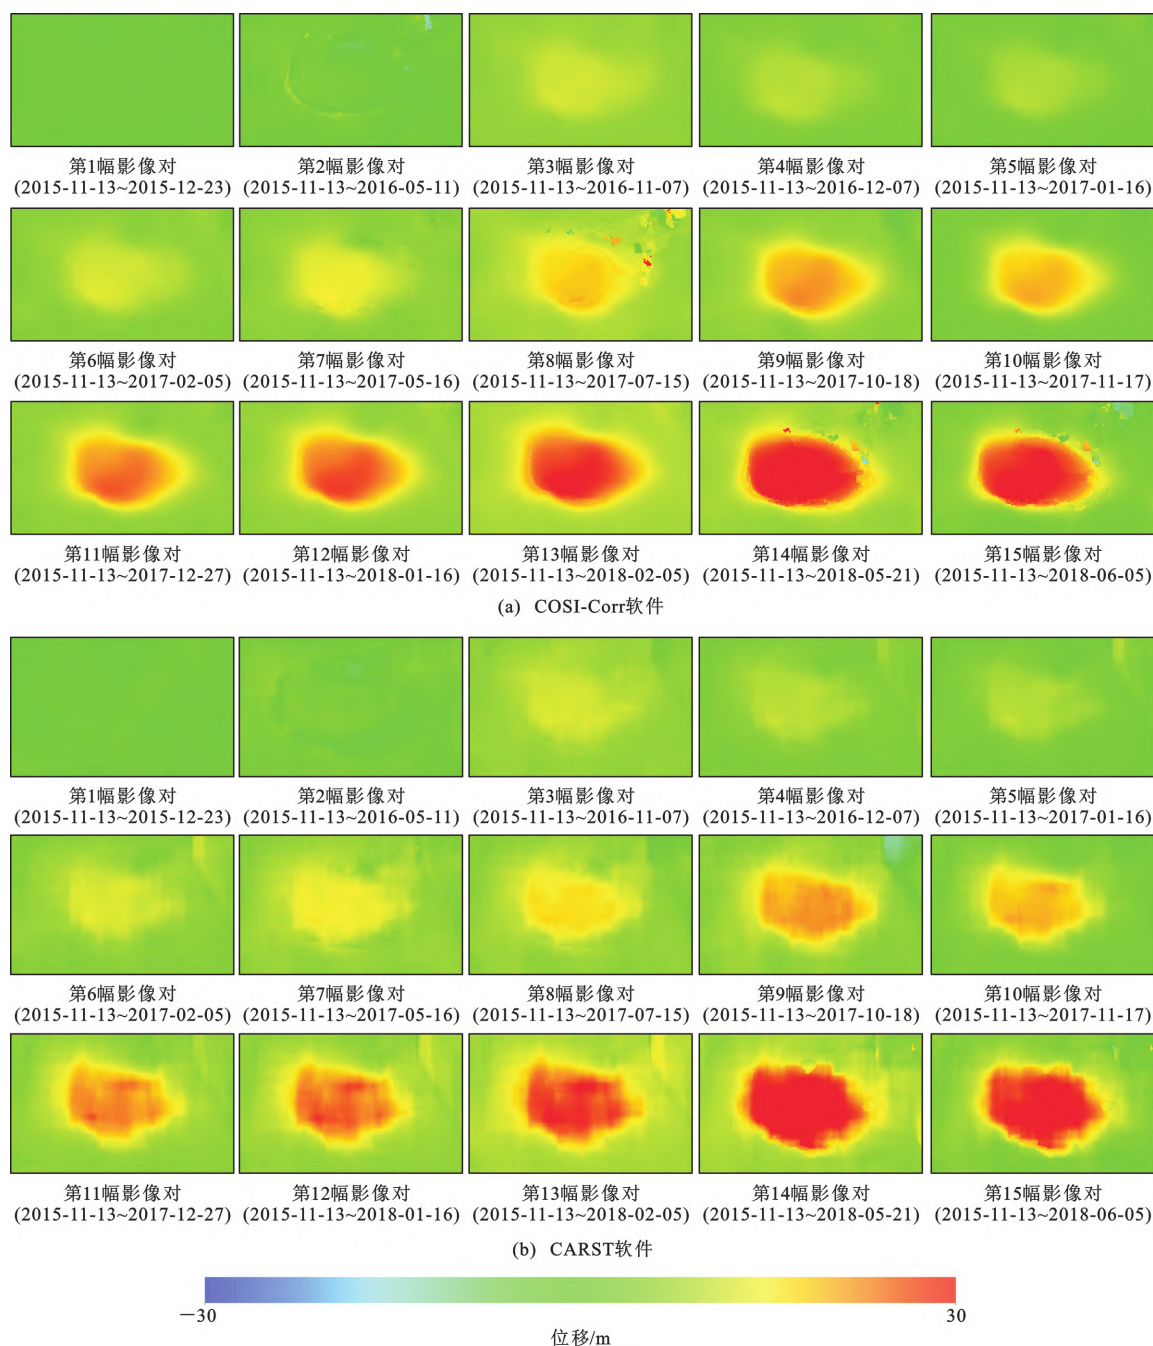 第1幅影像对 第2幅影像对 第3幅影像对 第4幅影像对 第5幅影像对
(2015-11-13~2015-12-23) (2015-11-13~2016-05-11) (2015-11-13~2016-11-07) (2015-11-13~2016-12-07) (2015-11-13~2017-01-16)
第6幅影像对 第7幅影像对 第8幅影像对 第9幅影像对 第10幅影像对
(2015-11-13~2017-02-05) (2015-11-13~2017-05-16) (2015-11-13~2017-07-15) (2015-11-13~2017-10-18) (2015-11-13~2017-11-17)
第11幅影像对 第12幅影像对 第13幅影像对 第14幅影像对 第15幅影像对
(2015-11-13~2017-12-27) (2015-11-13~2018-01-16) (2015-11-13~2018-02-05) (2015-11-13~2018-05-21) (2015-11-13~2018-06-05)
(a) COSI-Corr软件
第1幅影像对 第2幅影像对 第3幅影像对 第4幅影像对 第5幅影像对
(2015-11-13~2015-12-23) (2015-11-13~2016-05-11) (2015-11-13~2016-11-07) (2015-11-13~2016-12-07) (2015-11-13~2017-01-16)
第6幅影像对 第7幅影像对 第8幅影像对 第9幅影像对 第10幅影像对
(2015-11-13~2017-02-05) (2015-11-13~2017-05-16) (2015-11-13~2017-07-15) (2015-11-13~2017-10-18) (2015-11-13~2017-11-17)
第11幅影像对 第12幅影像对 第13幅影像对 第14幅影像对 第15幅影像对
(2015-11-13~2017-12-27) (2015-11-13~2018-01-16) (2015-11-13~2018-02-05) (2015-11-13~2018-05-21) (2015-11-13~2018-06-05)
(b) CARST软件
−30 30
位移/m